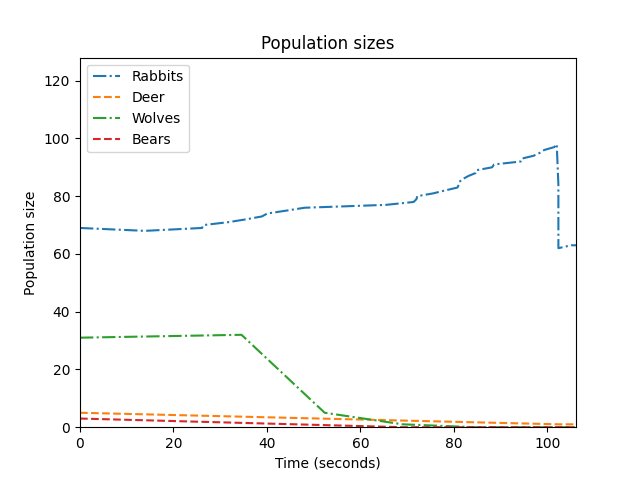 Population sizes
Rabbits
Deer
Wolves
Bears
120
100
80
60
40
20
0
Population size
0 20 40 60 80 100
Time (seconds)